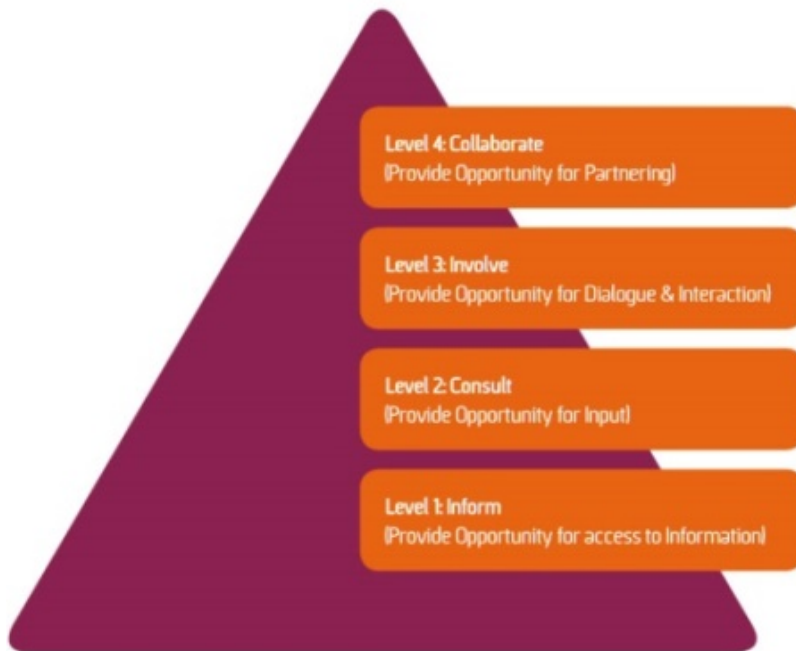 Level 4: Collaborate
(Provide Opportunity for Partnering)
Level 3: Involve
(Provide Opportunity for Dialogue & Interaction)
Level 2: Consult
(Provide Opportunity for Input)
Level 1: Inform
(Provide Opportunity for access to Information)